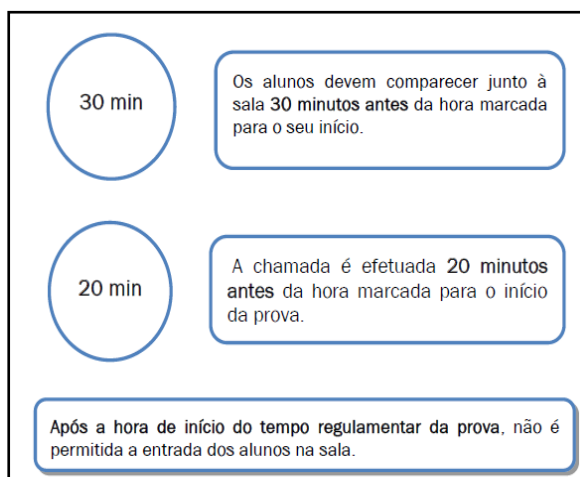 30 min
Os alunos devem comparecer junto à
sala 30 minutos antes da hora marcada
para o seu início.
20 min
A chamada é efetuada 20 minutos
antes da hora marcada para o início
da prova.
Após a hora de início do tempo regulamentar da prova, não é
permitida a entrada dos alunos na sala.